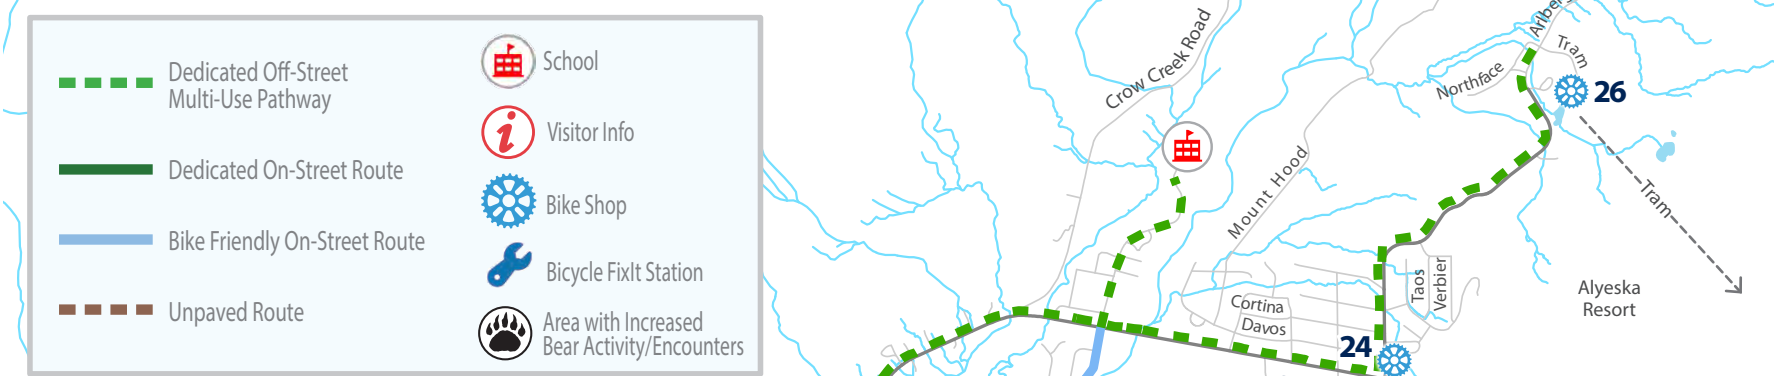 Dedicated Off-Street
Multi-Use Pathway
Dedicated On-Street Route
Bike Friendly On-Street Route
Unpaved Route
School
Visitor Info
Bike Shop
Bicycle FixIt Station
Area with Increased
Bear Activity/Encounters
Crow Creek Road
Mount Hood
Northface
Tram
26
Tram
Taos
Verbier
Cortina
Davos
24
Alyeska
Resort